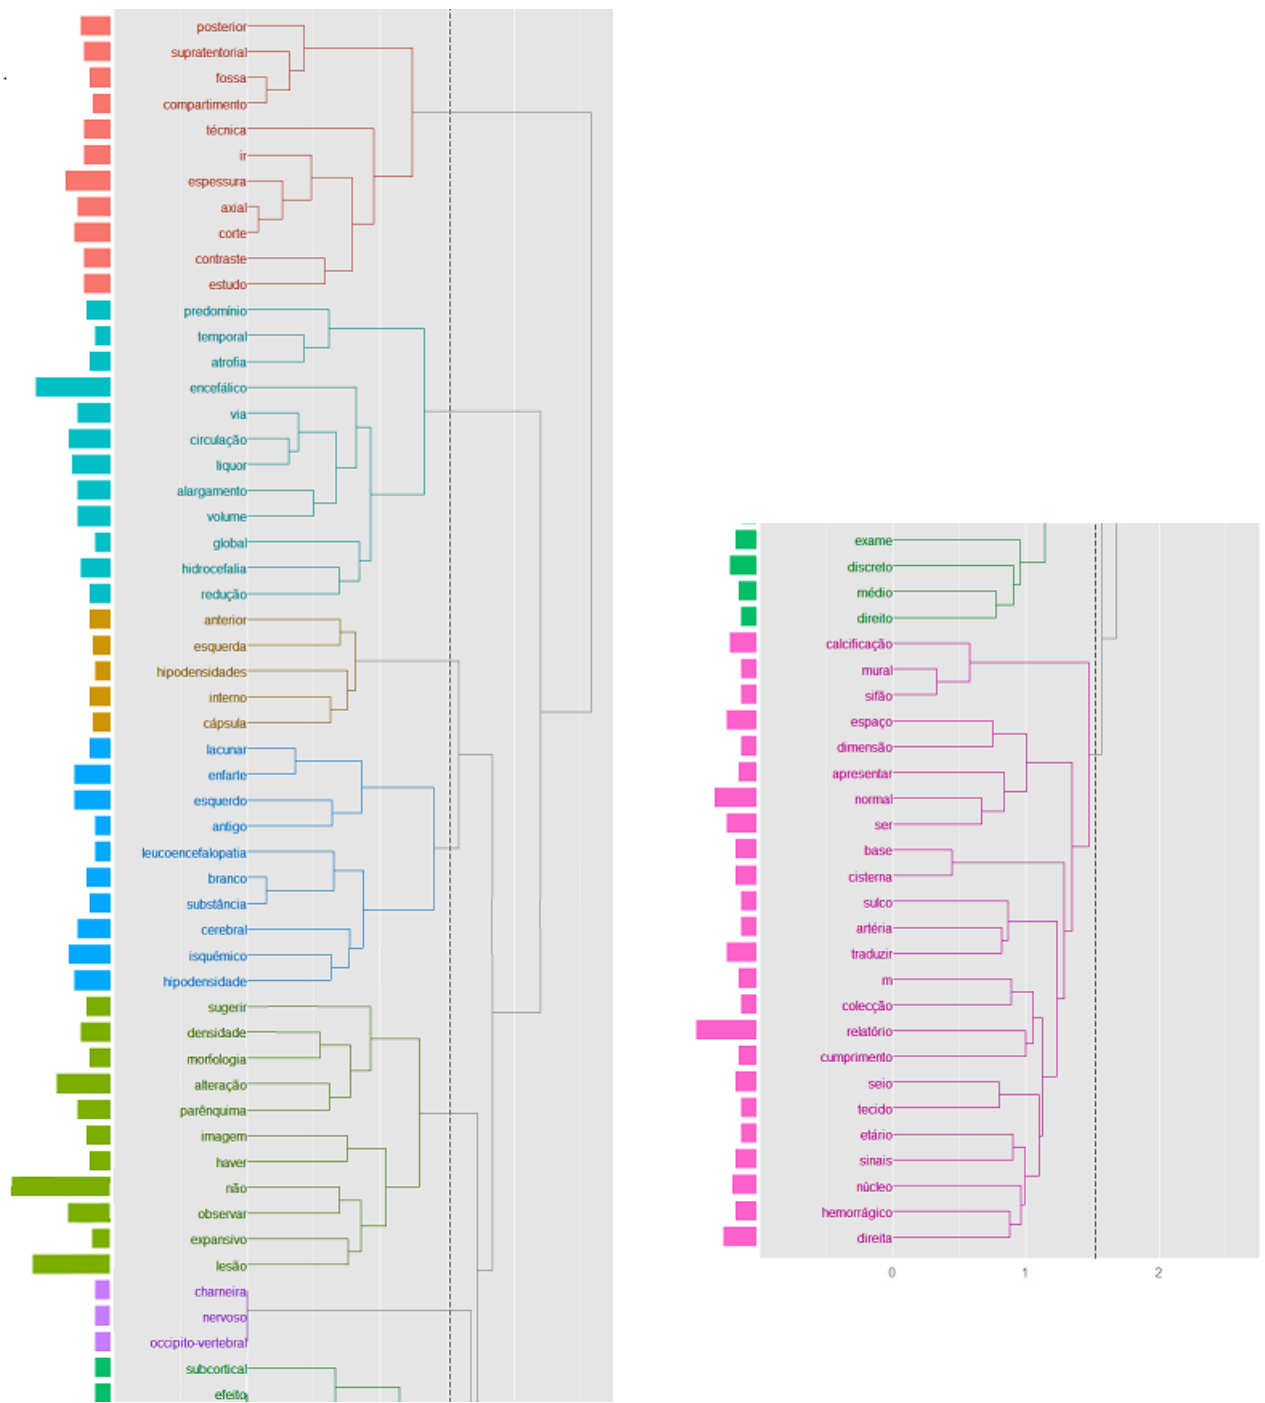 posterior
supratentorial
fossa
compartimento
técnica
ir
espessura
axial
corte
contraste
estudo
predomínio
temporal
atrofia
encefálico
via
circulação
liquor
alargamento
volume
global
hidrocefalia
redução
anterior
esquerda
hipodensidades
interno
cápsula
lacunar
enfarte
esquerdo
antigo
leucoencefalopatia
branco
substância
cerebral
isquémico
hipodensidade
sugerir
densidade
morfologia
alteração
parênquima
imagem
haver
não
observar
expansivo
lesão
charneira
nervoso
occipito-vertebral
subcortical
efeito
exame
discreto
médio
direito
calcificação
mural
sifão
espaço
dimensão
apresentar
normal
ser
base
cisterna
sulco
artéria
traduzir
m
colecção
relatório
cumprimento
seio
tecido
etário
sinais
núcleo
hemorrágico
direita
0 1 2